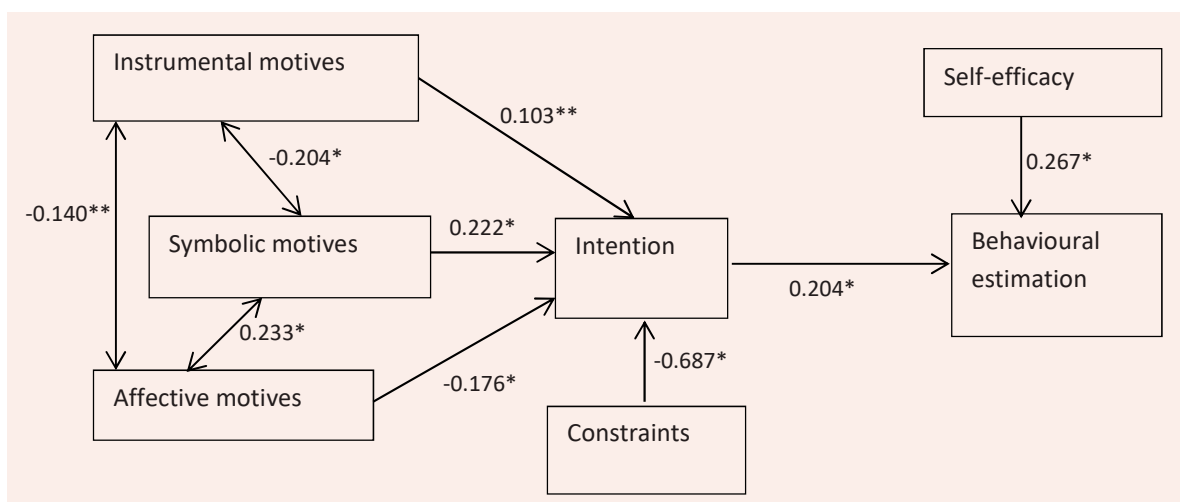 Instrumental motives
Self-efficacy
0.103**
-0.204*
0.267*
-0.140**
Symbolic motives
0.222*
Intention
Behavioural
estimation
0.204*
0.233*
-0.176*
-0.687*
Affective motives
Constraints